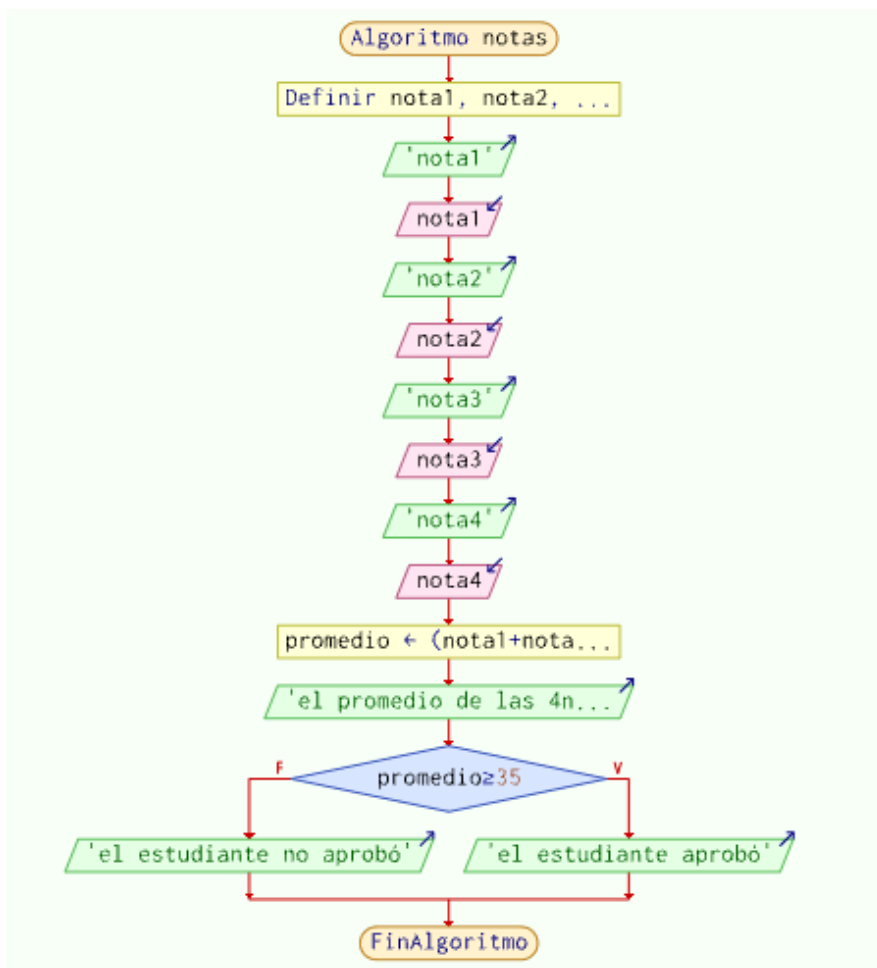 Algoritmo notas
Definir nota1, nota2, ...
'nota1'
nota1
'nota2'
nota2
'nota3'
nota3
'nota4'
nota4
promedio ← (nota1+nota...
'el promedio de las 4n...
F
V
promedio≥35
'el estudiante no aprobó'
'el estudiante aprobó'
FinAlgoritmo